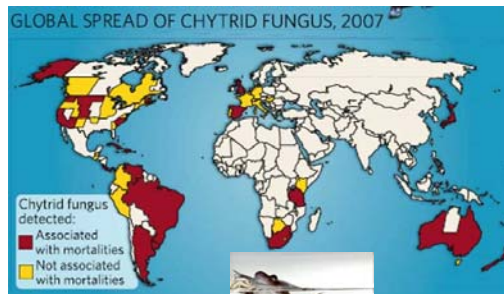 GLOBAL SPREAD OF CHYTRID FUNGUS, 2007
Chytrid fungus
detected:
Associated
with mortalities
Not associated
with mortalities